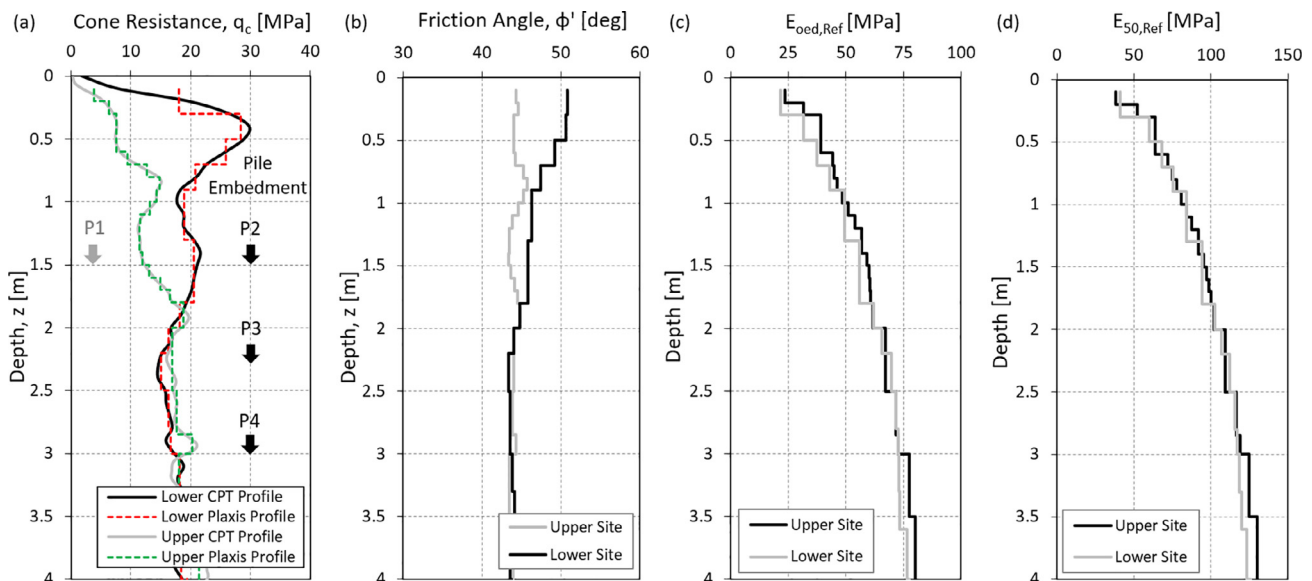 (a) Cone Resistance, q_c [MPa]
0 10 20 30 40
0
0.5
1
1.5
2
2.5
3
3.5
4
Depth, z [m]
Pile
Embedment
P1
P2
P3
P4
Lower CPT Profile
Lower Plaxis Profile
Upper CPT Profile
Upper Plaxis Profile
(b) Friction Angle, ϕ' [deg]
30 40 50 60
0
0.5
1
1.5
2
2.5
3
3.5
4
Depth, z [m]
Upper Site
Lower Site
(c) E_oed,Ref [MPa]
0 25 50 75 100
0
0.5
1
1.5
2
2.5
3
3.5
4
Depth [m]
Upper Site
Lower Site
(d) E_50,Ref [MPa]
0 50 100 150
0
0.5
1
1.5
2
2.5
3
3.5
4
Depth [m]
Upper Site
Lower Site